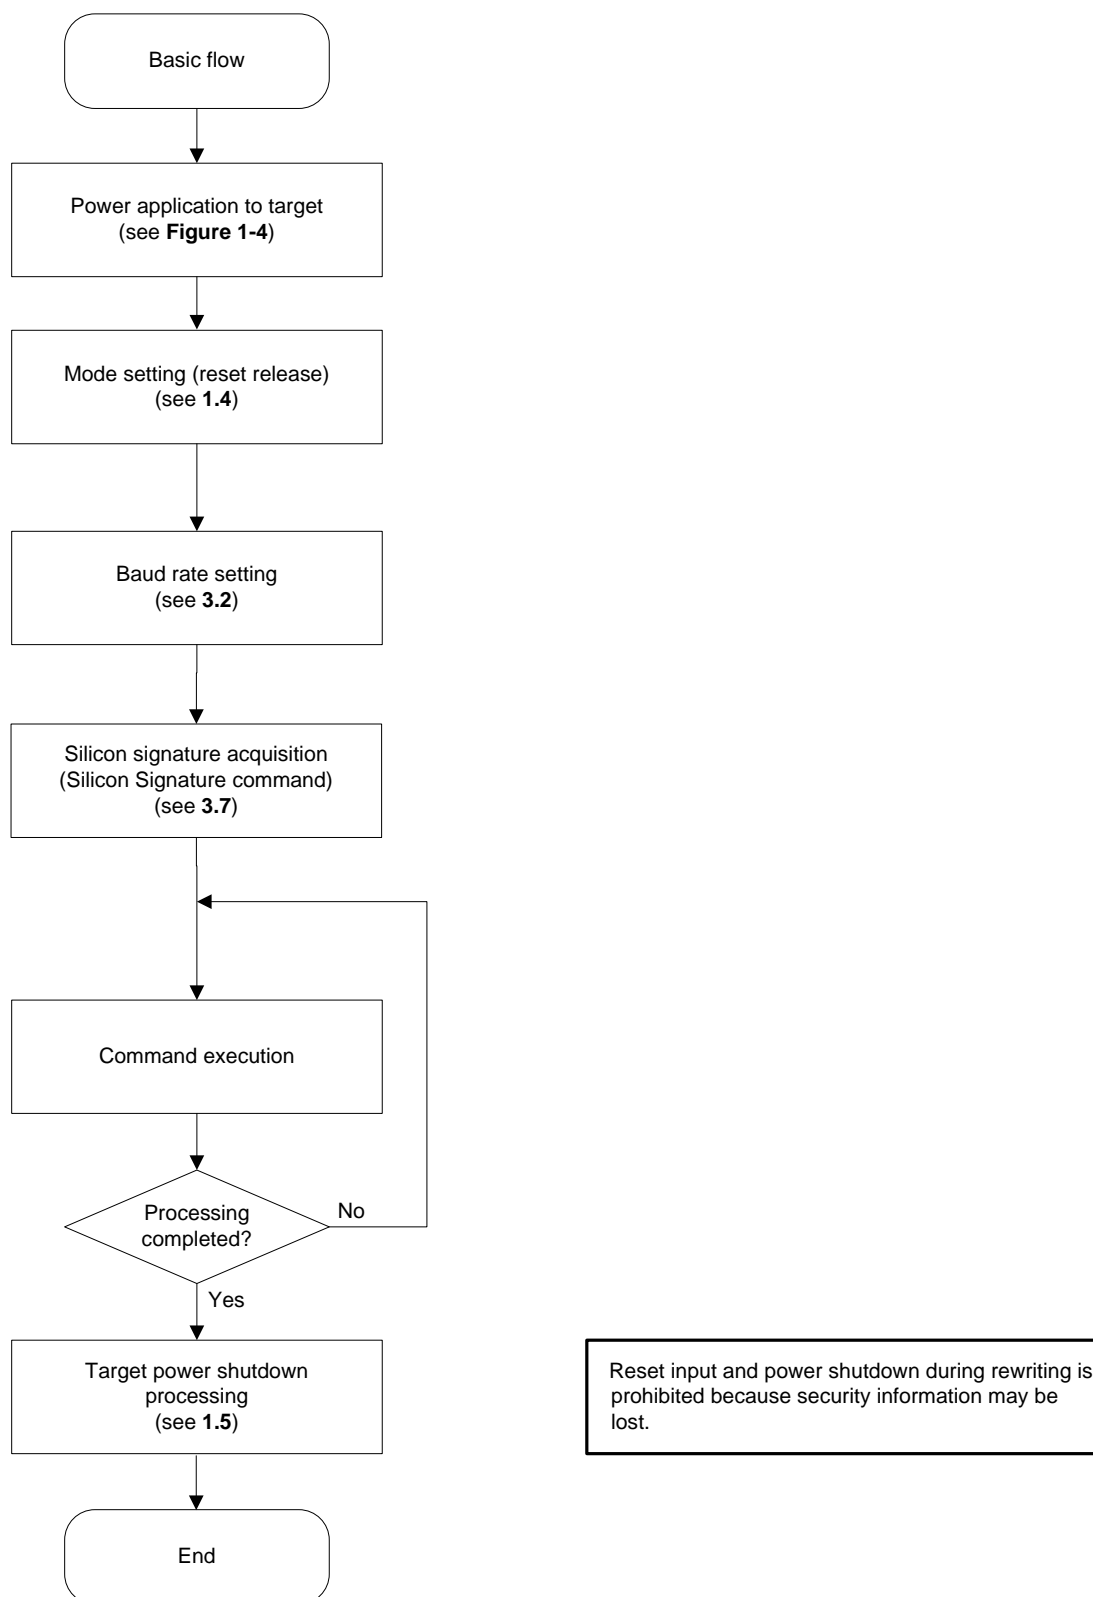 Basic flow
Power application to target
(see Figure 1-4)
Mode setting (reset release)
(see 1.4)
Baud rate setting
(see 3.2)
Silicon signature acquisition
(Silicon Signature command)
(see 3.7)
Command execution
Processing
completed?
No
Yes
Target power shutdown
processing
(see 1.5)
Reset input and power shutdown during rewriting is
prohibited because security information may be
lost.
End